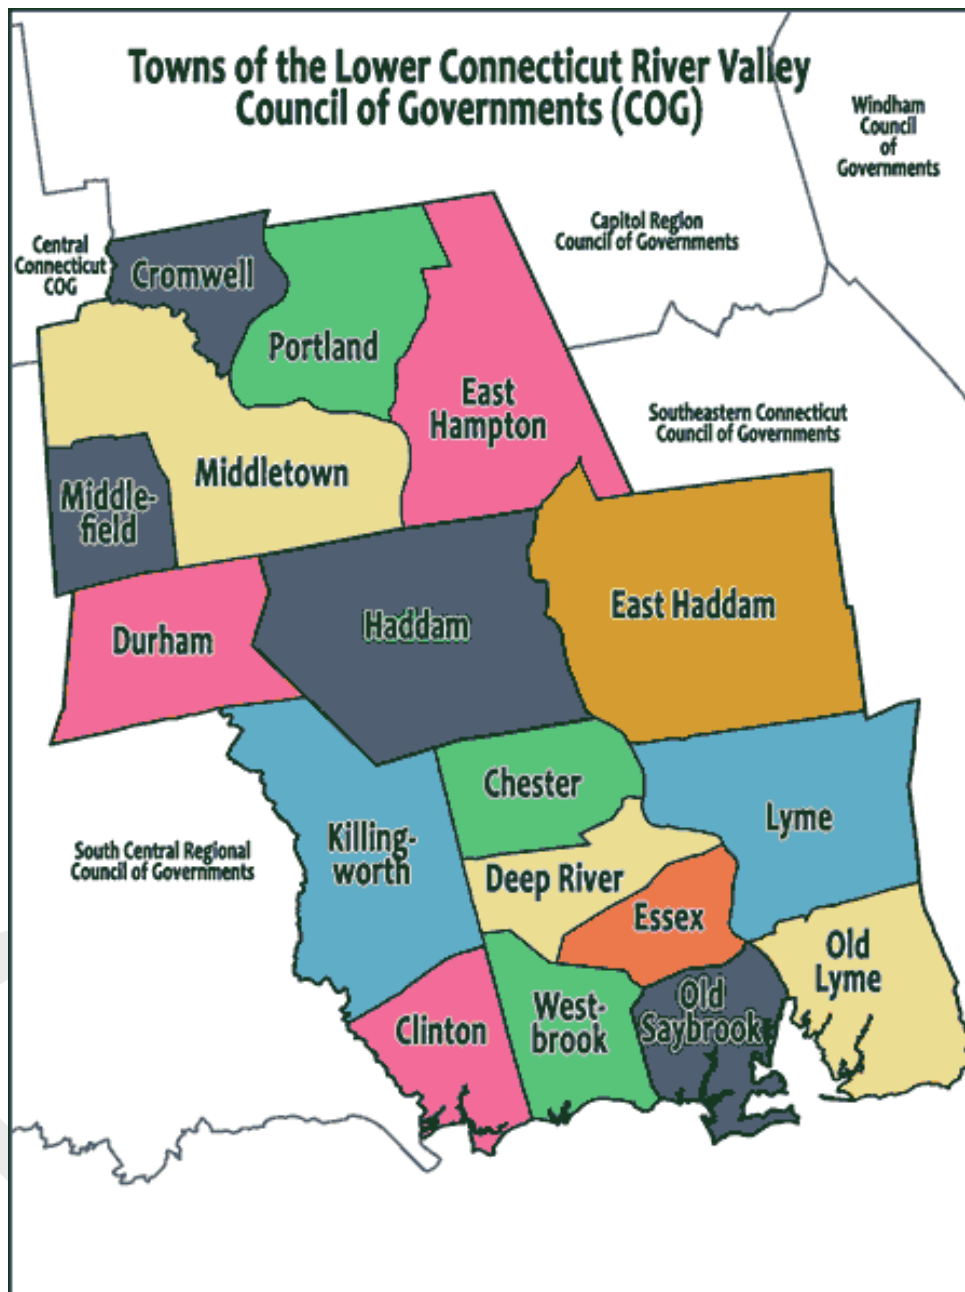 Towns of the Lower Connecticut River Valley
Council of Governments (COG)
Windham
Council
of
Governments
Capitol Region
Council of Governments
Central
Connecticut
COG
Cromwell
Portland
East
Hampton
Southeastern Connecticut
Council of Governments
Middletown
Middle-
field
East Haddam
Haddam
Durham
Chester
Lyme
Killing-
worth
South Central Regional
Council of Governments
Deep River
Essex
Old
Lyme
Old
Saybrook
West-
brook
Clinton